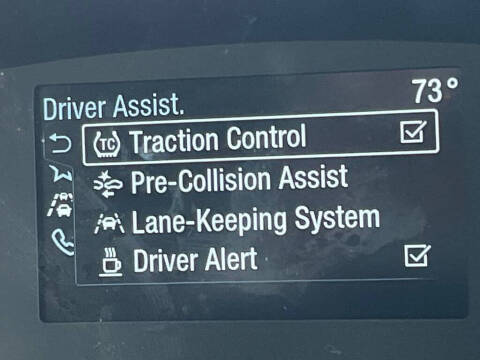 Driver Assist. 73°
TC Traction Control
Pre-Collision Assist
Lane-Keeping System
Driver Alert